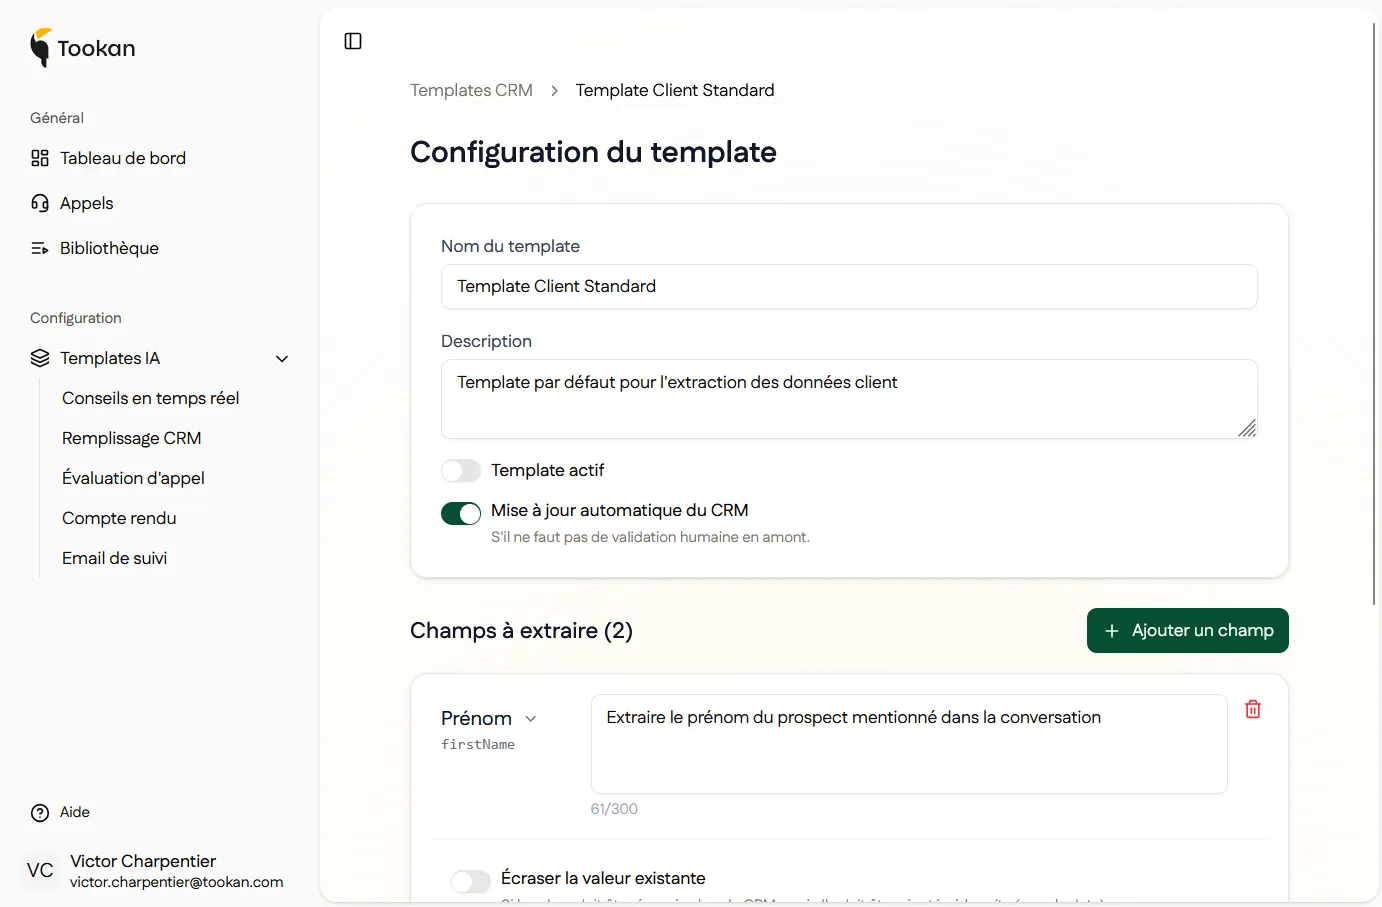 Tookan
Général
Tableau de bord
Appels
Bibliothèque
Configuration
Templates IA
Conseils en temps réel
Remplissage CRM
Évaluation d'appel
Compte rendu
Email de suivi
Aide
VC
Victor Charpentier
victor.charpentier@tookan.com
Templates CRM > Template Client Standard
Configuration du template
Nom du template
Template Client Standard
Description
Template par défaut pour l'extraction des données client
Template actif
Mise à jour automatique du CRM
S'il ne faut pas de validation humaine en amont.
Champs à extraire (2)
+ Ajouter un champ
Prénom
firstName
Extraire le prénom du prospect mentionné dans la conversation
61/300
Écraser la valeur existante